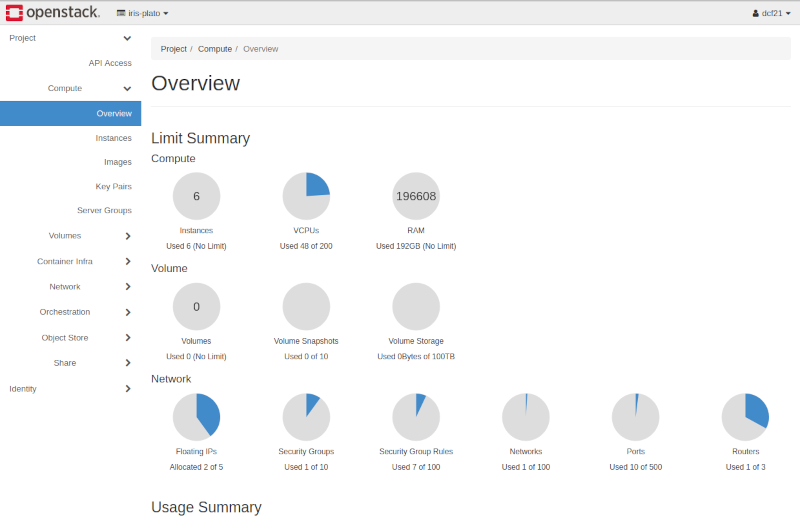 openstack. iris-plato dcf21
Project
API Access
Compute
Overview
Instances
Images
Key Pairs
Server Groups
Volumes
Container Infra
Network
Orchestration
Object Store
Share
Identity
Project / Compute / Overview
Overview
Limit Summary
Compute
6 196608
Instances VCPUs RAM
Used 6 (No Limit) Used 48 of 200 Used 192GB (No Limit)
Volume
0
Volumes Volume Snapshots Volume Storage
Used 0 (No Limit) Used 0 of 10 Used 0Bytes of 100TB
Network
Floating IPs Security Groups Security Group Rules Networks Ports Routers
Allocated 2 of 5 Used 1 of 10 Used 7 of 100 Used 1 of 100 Used 10 of 500 Used 1 of 3
Usage Summary